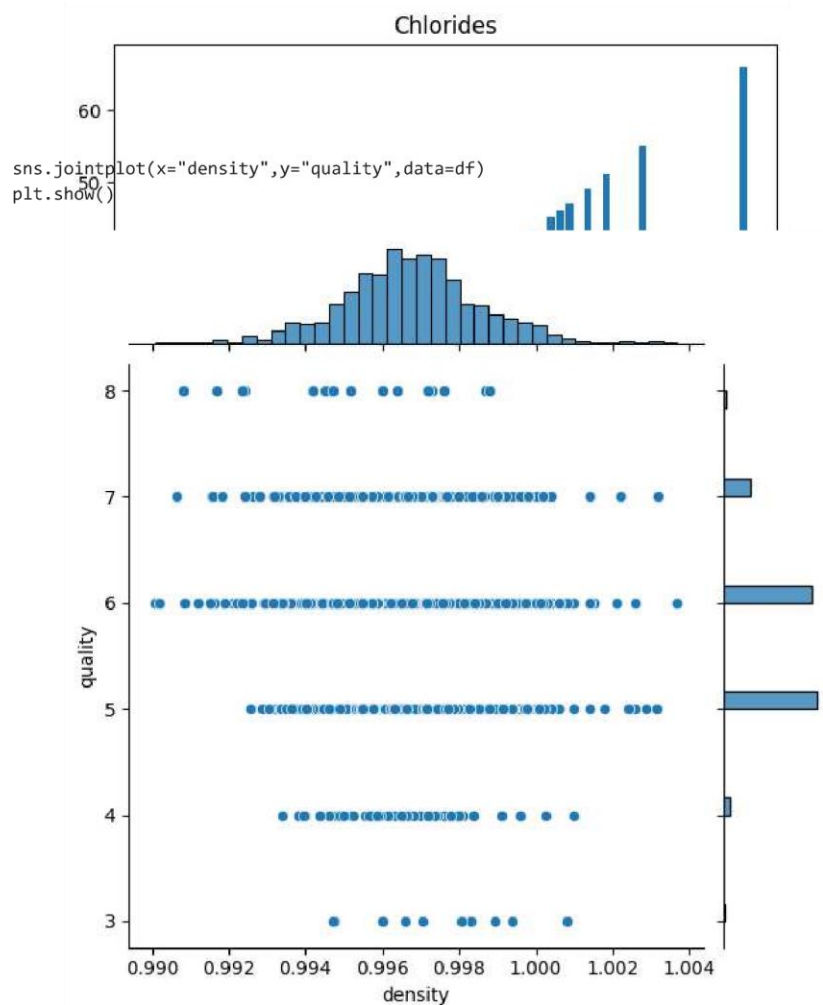 Chlorides
60
sns.jointplot(x="density",y="quality",data=df)
50
plt.show()
8
7
6
5
4
3
quality
0.990 0.992 0.994 0.996 0.998 1.000 1.002 1.004
density